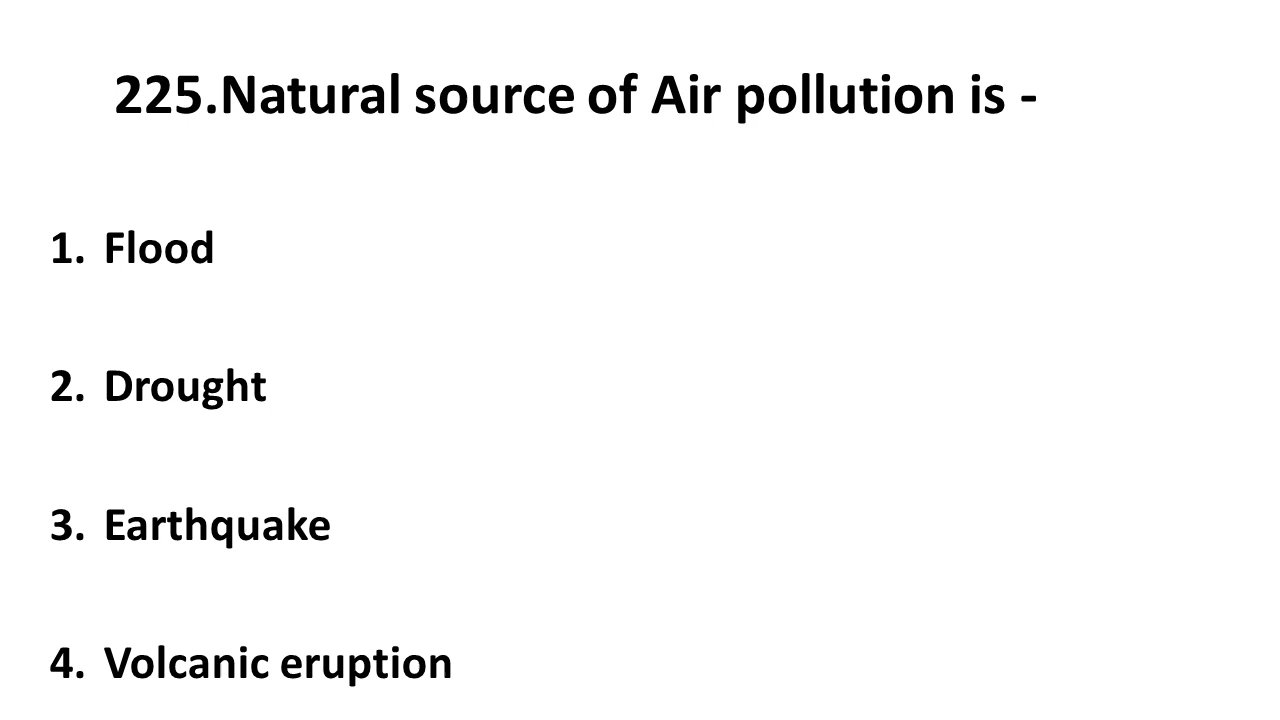 225.Natural source of Air pollution is -
1. Flood
2. Drought
3. Earthquake
4. Volcanic eruption